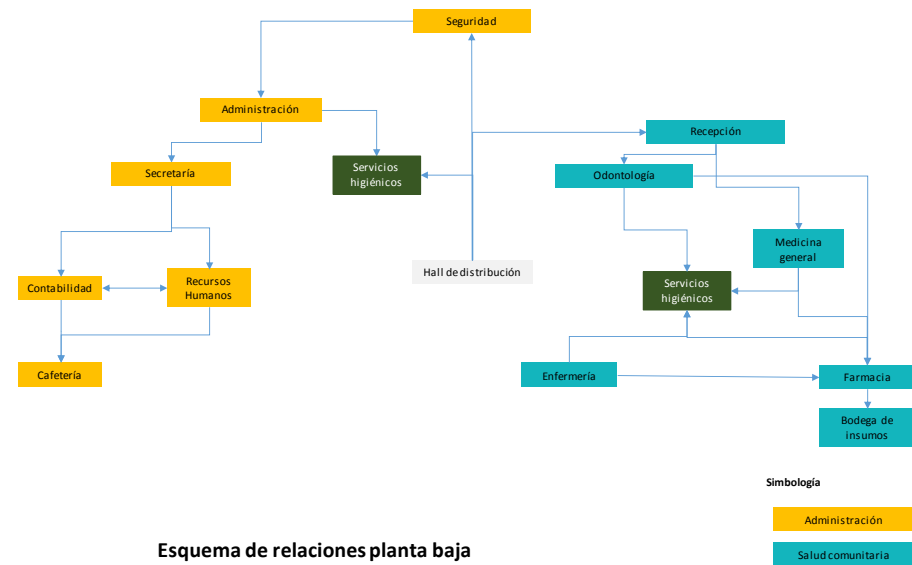 Seguridad
Administración
Recepción
Secretaría
Servicios
higiénicos
Odontología
Medicina
general
Hall de distribución
Contabilidad
Recursos
Humanos
Servicios
higiénicos
Cafetería
Enfermería
Farmacia
Bodega de
insumos
Simbología
Administración
Esquema de relaciones planta baja
Salud comunitaria